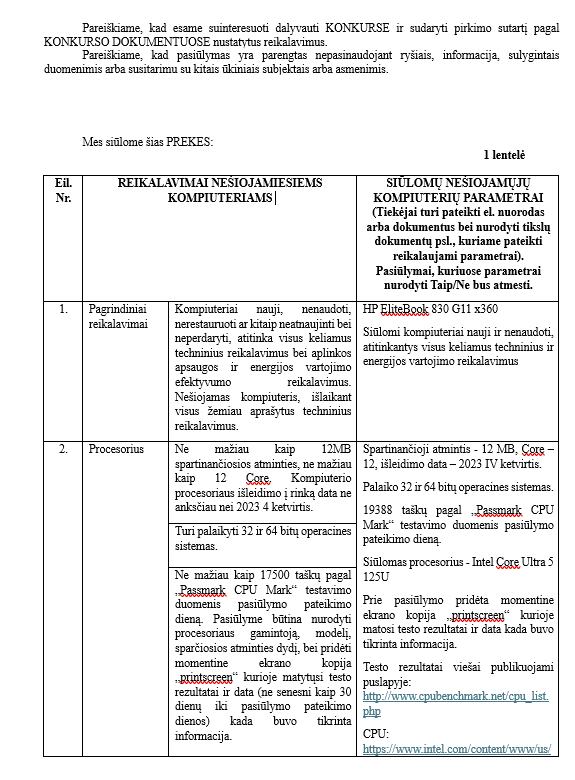 Pareiškiame, kad esame suinteresuoti dalyvauti KONKURSE ir sudaryti pirkimo sutartį pagal
KONKURSO DOKUMENTUOSE nustatytus reikalavimus.
Pareiškiame, kad pasiūlymas yra parengtas nepasinaudojant ryšiais, informacija, sulygintais
duomenimis arba susitarimu su kitais ūkiniais subjektais arba asmenimis.
Mes siūlome šias PREKES:
1 lentelė
Eil.
Nr.
REIKALAVIMAI NEŠIOJAMIESIEMS
KOMPIUTERIAMS
SIŪLOMŲ NEŠIOJAMŲJŲ
KOMPIUTERIŲ PARAMETRAI
(Tiekėjai turi pateikti el. nuorodas
arba dokumentus bei nurodyti tikslų
dokumentų psl., kuriame pateikti
reikalaujami parametrai).
Pasiūlymai, kuriuose parametrai
nurodyti Taip/Ne bus atmesti.
1.
Pagrindiniai
reikalavimai
Kompiuteriai nauji, nenaudoti,
nerestauruoti ar kitaip neatnaujinti bei
neperdaryti, atitinka visus keliamus
techninius reikalavimus bei aplinkos
apsaugos ir energijos vartojimo
efektyvumo reikalavimus.
Nešiojamas kompiuteris, išlaikant
visus žemiau aprašytus techninius
reikalavimus.
HP EliteBook 830 G11 x360
Siūlomi kompiuteriai nauji ir nenaudoti,
atitinkantys visus keliamus techninius ir
energijos vartojimo reikalavimus
2.
Procesorius
Ne mažiau kaip 12MB
spartinančiosios atminties, ne mažiau
kaip 12 Core. Kompiuterio
procesoriaus išleidimo į rinką data ne
anksčiau nei 2023 4 ketvirtis.
Turi palaikyti 32 ir 64 bitų operacines
sistemas.
Ne mažiau kaip 17500 taškų pagal
„Passmark CPU Mark“ testavimo
duomenis pasiūlymo pateikimo
dieną. Pasiūlyme būtina nurodyti
procesoriaus gamintoją, modelį,
sparčiosios atminties dydį, bei pridėti
momentine ekrano kopija
„printscreen“ kurioje matytųsi testo
rezultatai ir data (ne senesni kaip 30
dienų iki pasiūlymo pateikimo
dienos) kada buvo tikrinta
informacija.
Spartinančioji atmintis - 12 MB, Core –
12, išleidimo data – 2023 IV ketvirtis.
Palaiko 32 ir 64 bitų operacines sistemas.
19388 taškų pagal „Passmark CPU
Mark“ testavimo duomenis pasiūlymo
pateikimo dieną.
Siūlomas procesorius - Intel Core Ultra 5
125U
Prie pasiūlymo pridėta momentine
ekrano kopija „printscreen“ kurioje
matosi testo rezultatai ir data kada buvo
tikrinta informacija.
Testo rezultatai viešai publikuojami
puslapyje:
http://www.cpubenchmark.net/cpu_list.
php
CPU:
https://www.intel.com/content/www/us/